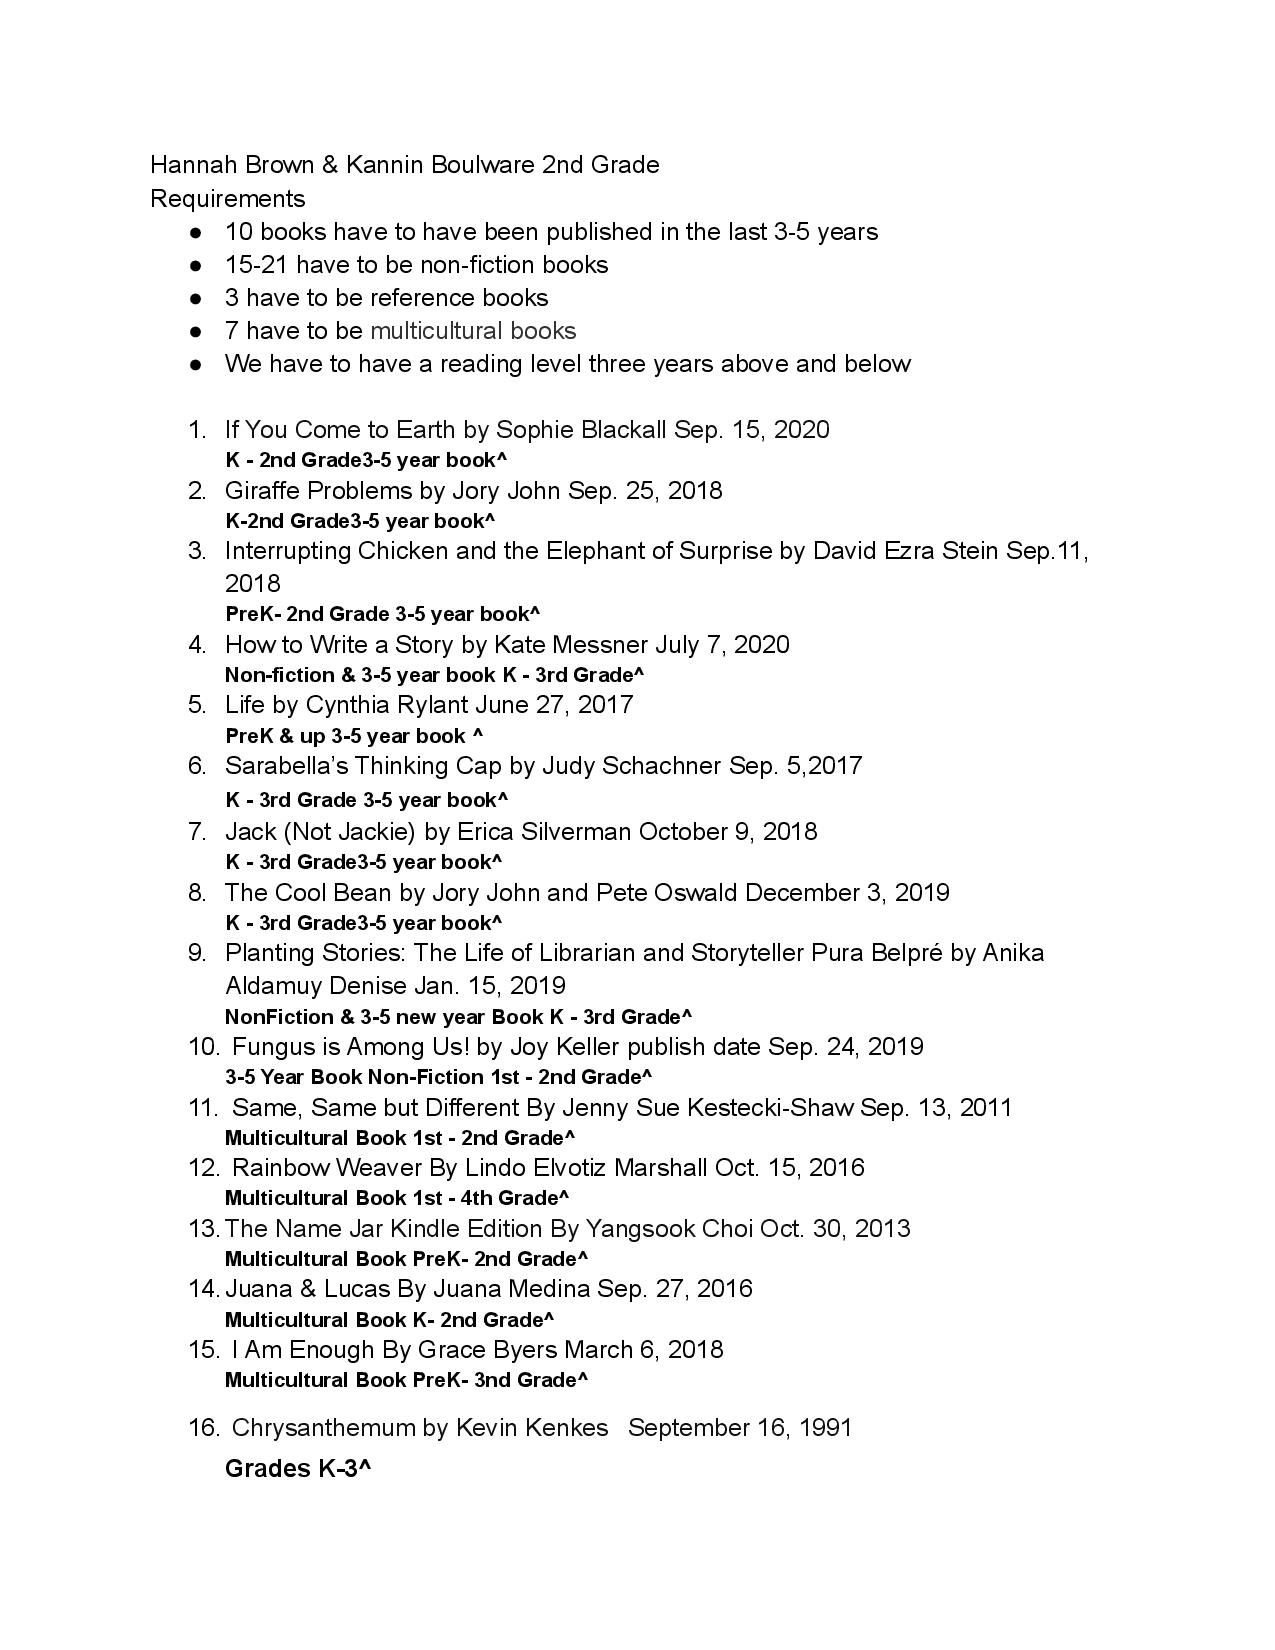 Hannah Brown & Kannin Boulware 2nd Grade
Requirements
● 10 books have to have been published in the last 3-5 years
● 15-21 have to be non-fiction books
● 3 have to be reference books
● 7 have to be multicultural books
● We have to have a reading level three years above and below
1. If You Come to Earth by Sophie Blackall Sep. 15, 2020
K - 2nd Grade3-5 year book^
2. Giraffe Problems by Jory John Sep. 25, 2018
K-2nd Grade3-5 year book^
3. Interrupting Chicken and the Elephant of Surprise by David Ezra Stein Sep.11,
2018
PreK- 2nd Grade 3-5 year book^
4. How to Write a Story by Kate Messner July 7, 2020
Non-fiction & 3-5 year book K - 3rd Grade^
5. Life by Cynthia Rylant June 27, 2017
PreK & up 3-5 year book ^
6. Sarabella’s Thinking Cap by Judy Schachner Sep. 5,2017
K - 3rd Grade 3-5 year book^
7. Jack (Not Jackie) by Erica Silverman October 9, 2018
K - 3rd Grade3-5 year book^
8. The Cool Bean by Jory John and Pete Oswald December 3, 2019
K - 3rd Grade3-5 year book^
9. Planting Stories: The Life of Librarian and Storyteller Pura Belpré by Anika
Aldamuy Denise Jan. 15, 2019
NonFiction & 3-5 new year Book K - 3rd Grade^
10. Fungus is Among Us! by Joy Keller publish date Sep. 24, 2019
3-5 Year Book Non-Fiction 1st - 2nd Grade^
11. Same, Same but Different By Jenny Sue Kestecki-Shaw Sep. 13, 2011
Multicultural Book 1st - 2nd Grade^
12. Rainbow Weaver By Lindo Elvotiz Marshall Oct. 15, 2016
Multicultural Book 1st - 4th Grade^
13. The Name Jar Kindle Edition By Yangsook Choi Oct. 30, 2013
Multicultural Book PreK- 2nd Grade^
14. Juana & Lucas By Juana Medina Sep. 27, 2016
Multicultural Book K- 2nd Grade^
15. I Am Enough By Grace Byers March 6, 2018
Multicultural Book PreK- 3nd Grade^
16. Chrysanthemum by Kevin Kenkes September 16, 1991
Grades K-3^